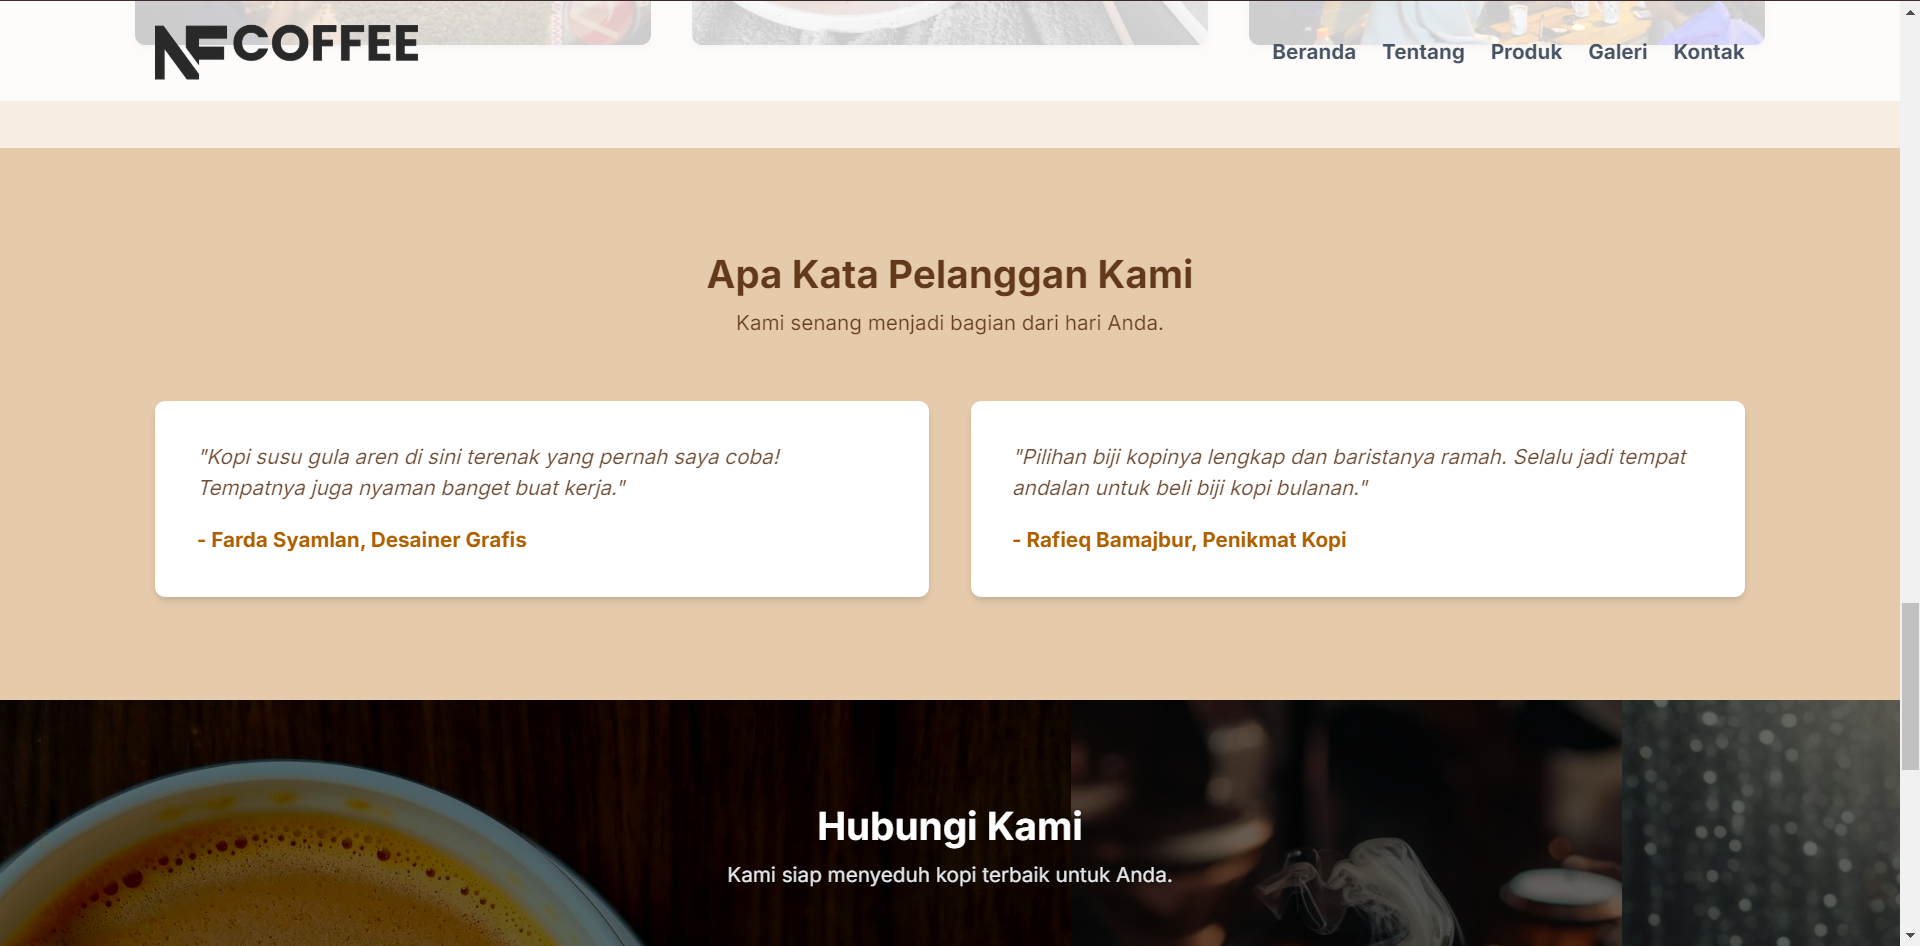 NF COFFEE
Beranda Tentang Produk Galeri Kontak
Apa Kata Pelanggan Kami
Kami senang menjadi bagian dari hari Anda.
"Kopi susu gula aren di sini terenak yang pernah saya coba!
Tempatnya juga nyaman banget buat kerja."
- Farda Syamlan, Desainer Grafis
"Pilihan biji kopinya lengkap dan baristanya ramah. Selalu jadi tempat
andalan untuk beli biji kopi bulanan."
- Rafieq Bamajbur, Penikmat Kopi
Hubungi Kami
Kami siap menyeduh kopi terbaik untuk Anda.